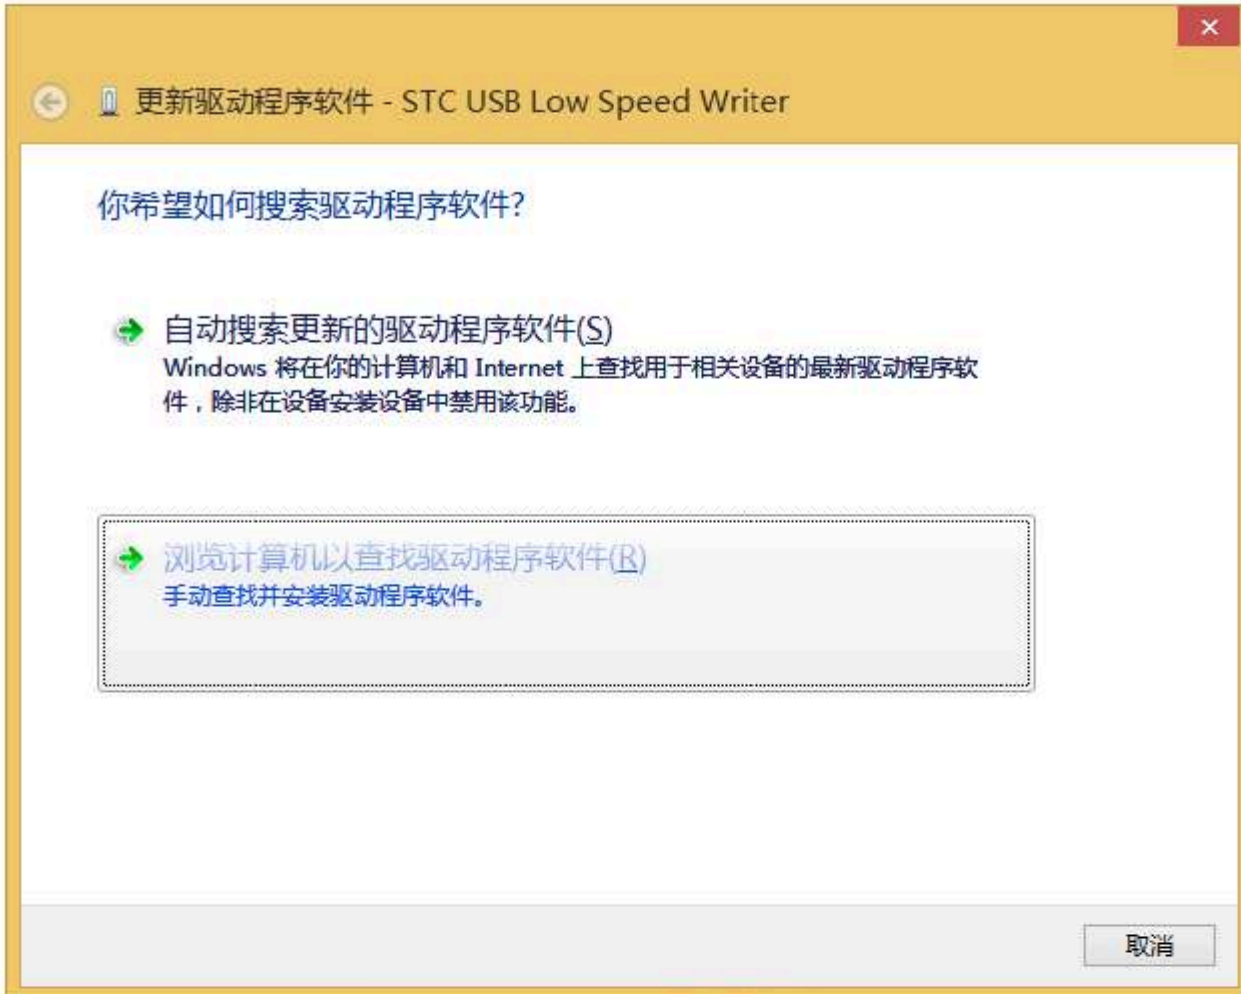 更新驱动程序软件 - STC USB Low Speed Writer
你希望如何搜索驱动程序软件?
自动搜索更新的驱动程序软件(S)
Windows 将在你的计算机和 Internet 上查找用于相关设备的最新驱动程序软
件，除非在设备安装设备中禁用该功能。
浏览计算机以查找驱动程序软件(R)
手动查找并安装驱动程序软件。
取消